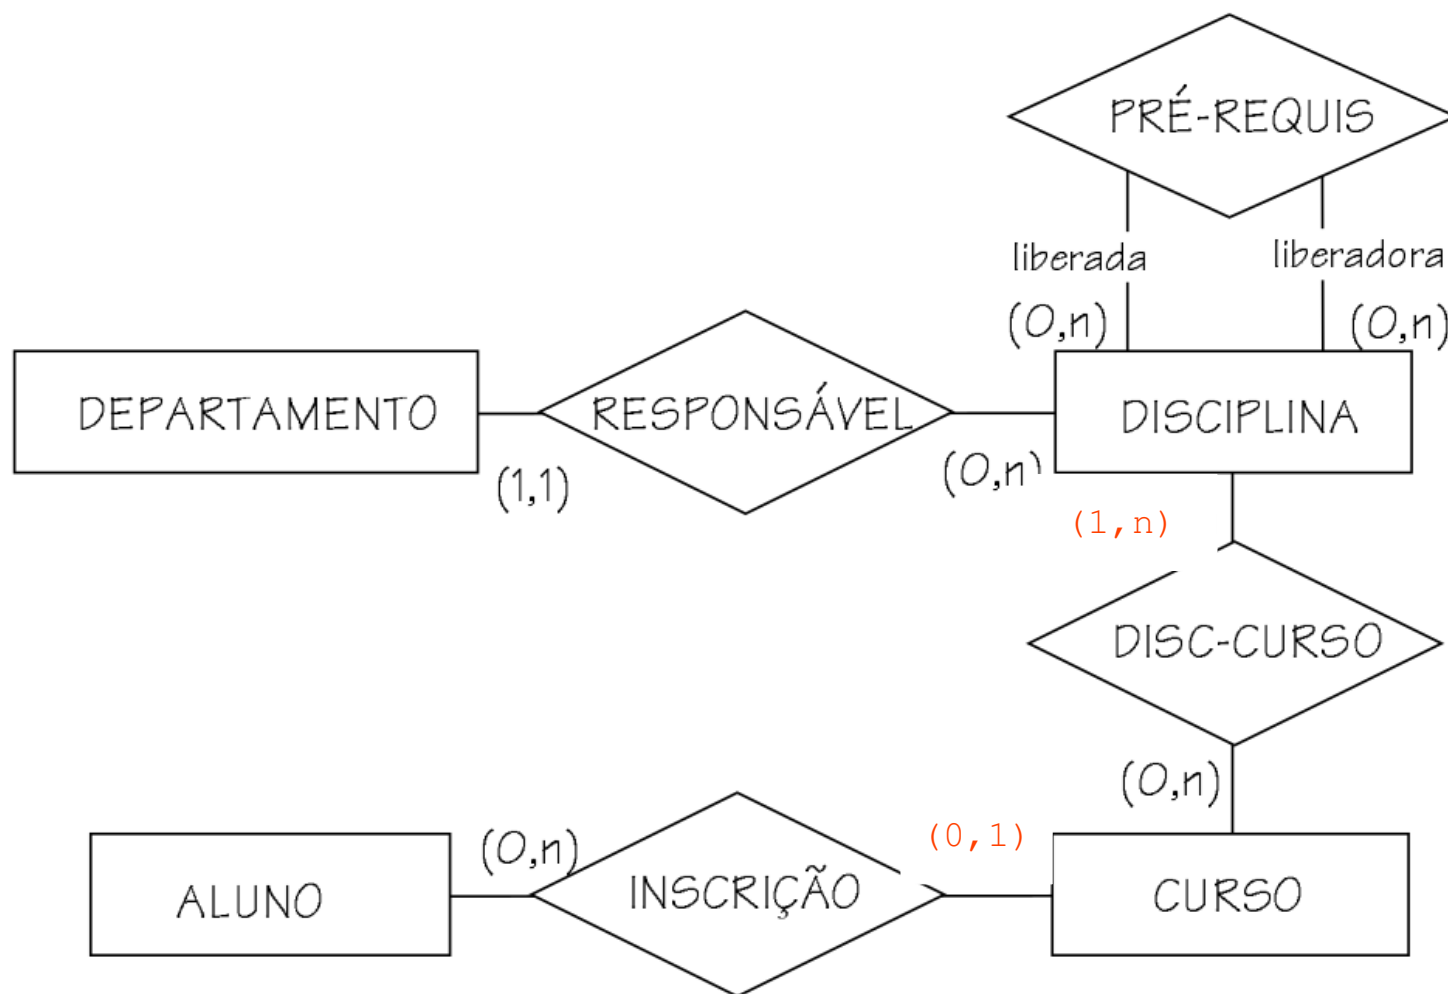 PRÉ-REQUIS
liberada
liberadora
(0,n)
(0,n)
DEPARTAMENTO
RESPONSÁVEL
DISCIPLINA
(1,1)
(0,n)
(1,n)
DISC-CURSO
(0,n)
(0,n)
(0,1)
ALUNO
INSCRIÇÃO
CURSO